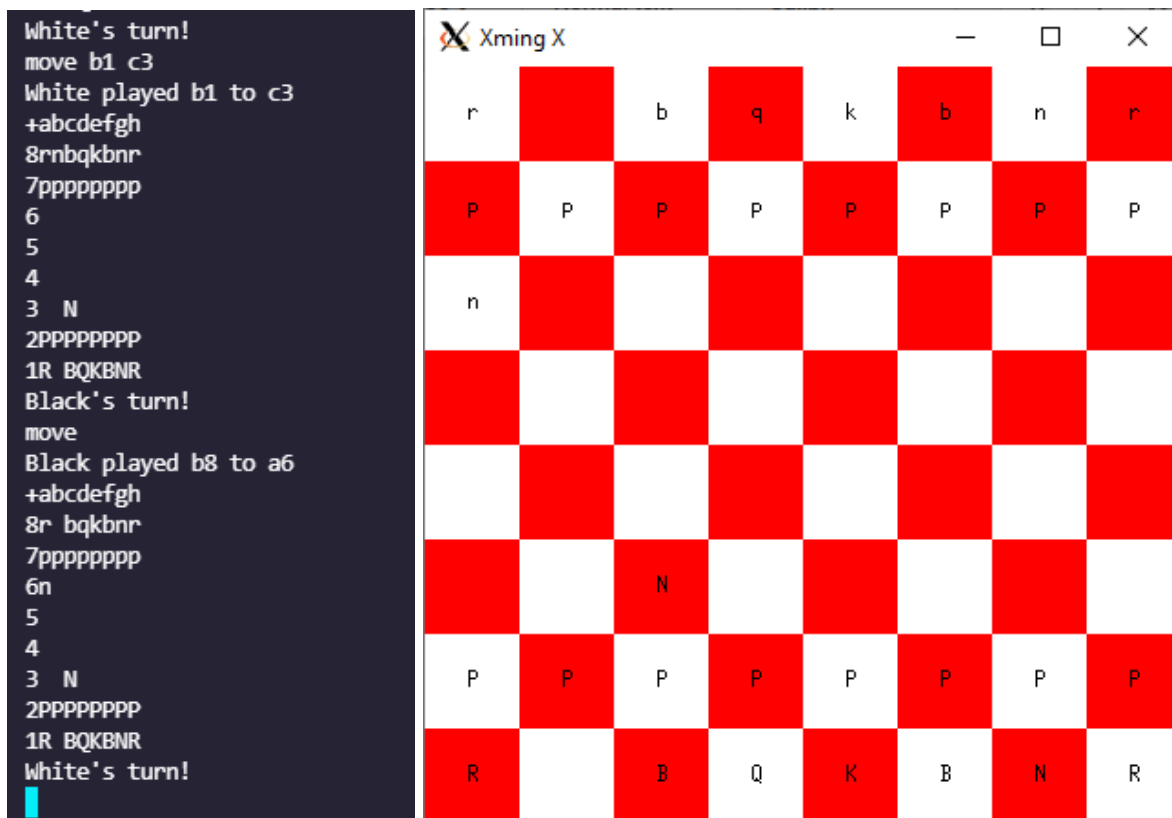 White's turn!
move b1 c3
White played b1 to c3
+abcdefgh
8rnbqkbnr
7pppppppp
6
5
4
3  N
2PPPPPPPP
1R BQKBNR
Black's turn!
move
Black played b8 to a6
+abcdefgh
8r bqkbnr
7pppppppp
6n
5
4
3  N
2PPPPPPPP
1R BQKBNR
White's turn!
Xming X
r b q k b n r
P P P P P P P P
n
N
P P P P P P P P
R B Q K B N R